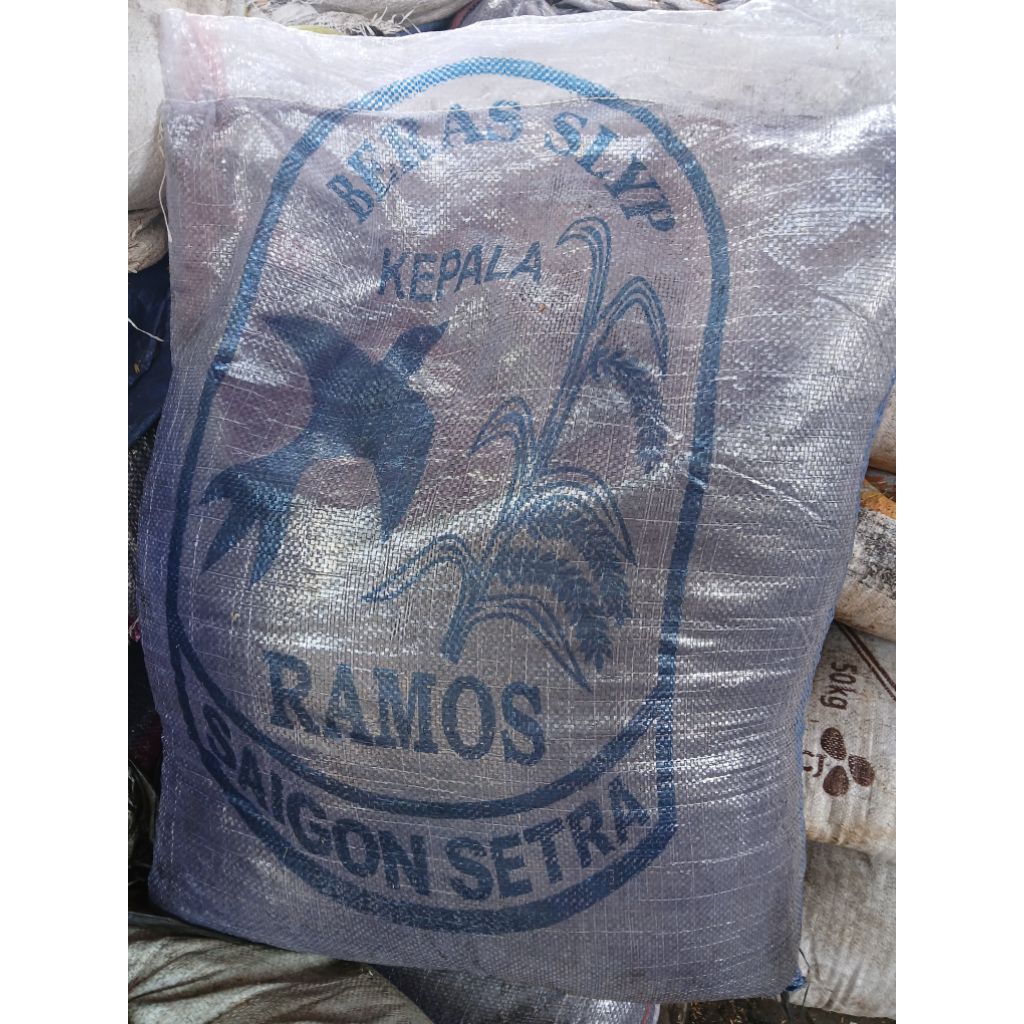 BERAS SLYP
KEPALA
RAMOS
SAIGON SETRA
50kg